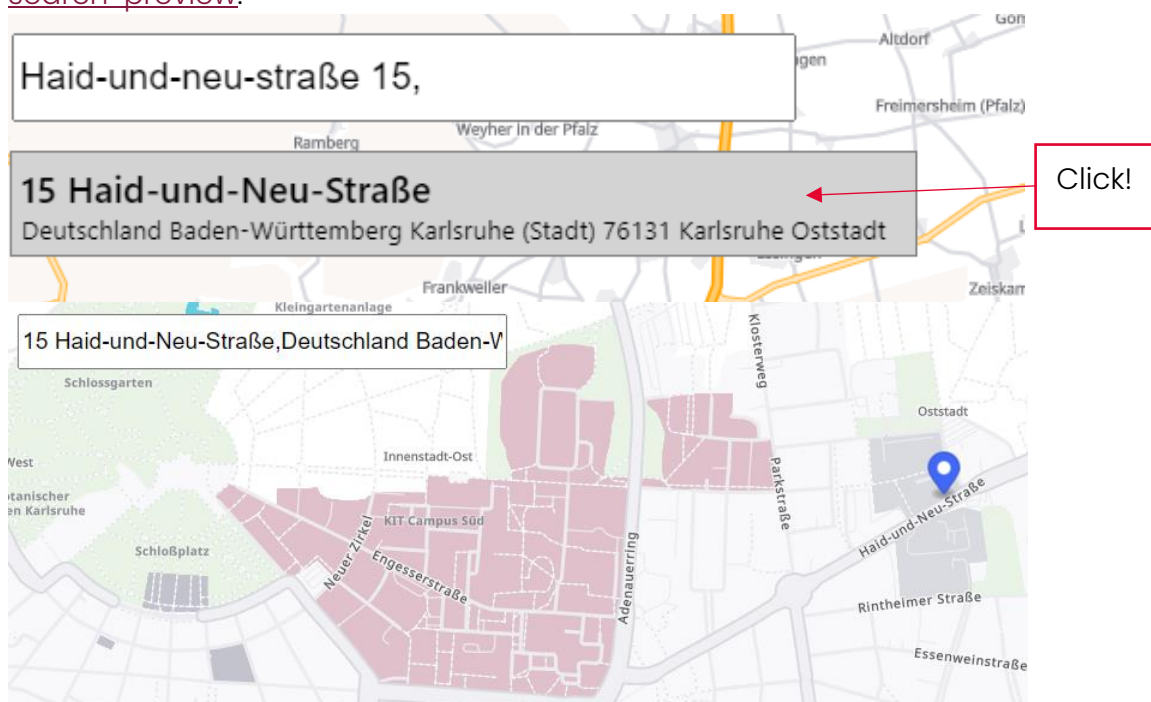 search-preview.
Altdorf
Haid-und-neu-straße 15,
Freimersheim (Pfalz)
Weyher in der Pfalz
Ramberg
15 Haid-und-Neu-Straße
Deutschland Baden-Württemberg Karlsruhe (Stadt) 76131 Karlsruhe Oststadt
Click!
Frankweiler
Kleingartenanlage
15 Haid-und-Neu-Straße,Deutschland Baden-W
Klosterweg
Schlossgarten
Oststadt
Innenstadt-Ost
West
Parkstraße
en Karlsruhe
KIT Campus Süd
Haid-und-Neu-Straße
Schloßplatz
Neuer Zirkel
Engesserstraße
Adenauerring
Rintheimer Straße
Essenweinstraße